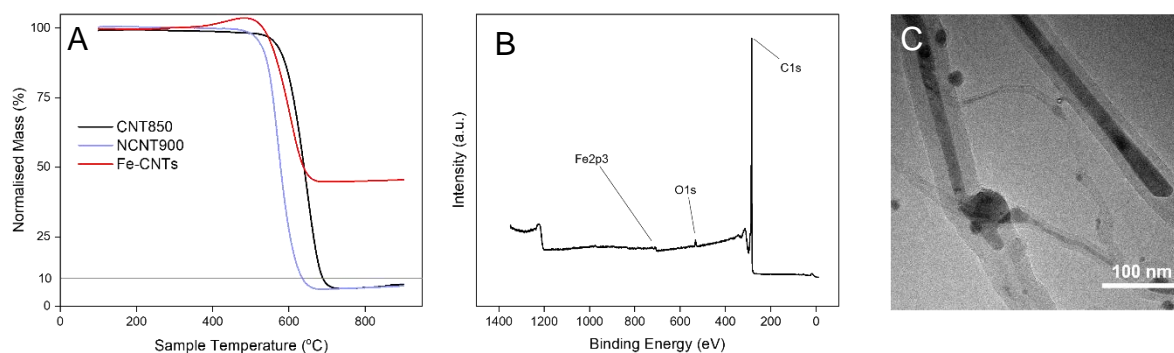 A
Normalised Mass (%)
100
75
50
25
10
0
CNT850
NCNT900
Fe-CNTs
0
200
400
600
800
Sample Temperature (°C)
B
Intensity (a.u.)
C1s
Fe2p3
O1s
1400
1200
1000
800
600
400
200
0
Binding Energy (eV)
C
100 nm